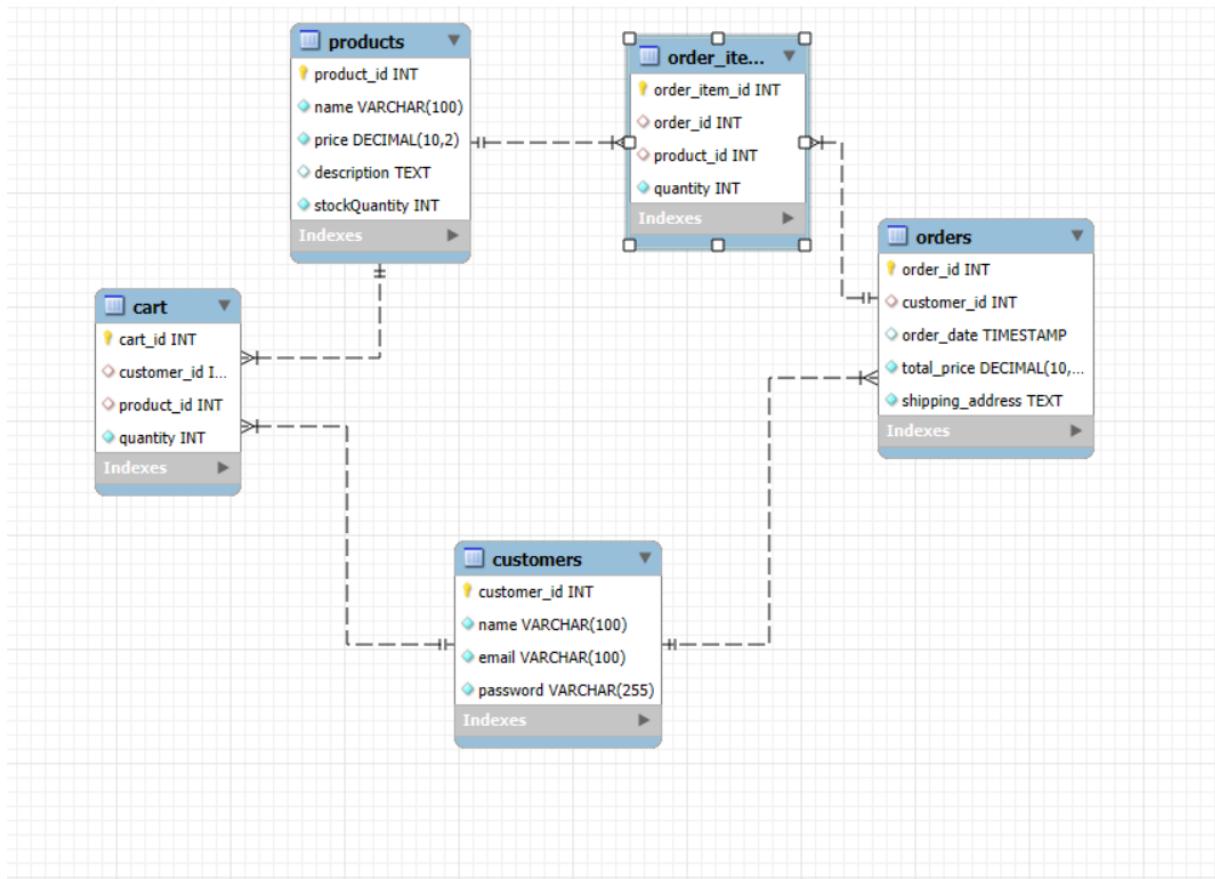 products
product_id INT
name VARCHAR(100)
price DECIMAL(10,2)
description TEXT
stockQuantity INT
Indexes
order_ite...
order_item_id INT
order_id INT
product_id INT
quantity INT
Indexes
orders
order_id INT
customer_id INT
order_date TIMESTAMP
total_price DECIMAL(10,...
shipping_address TEXT
Indexes
cart
cart_id INT
customer_id I...
product_id INT
quantity INT
Indexes
customers
customer_id INT
name VARCHAR(100)
email VARCHAR(100)
password VARCHAR(255)
Indexes